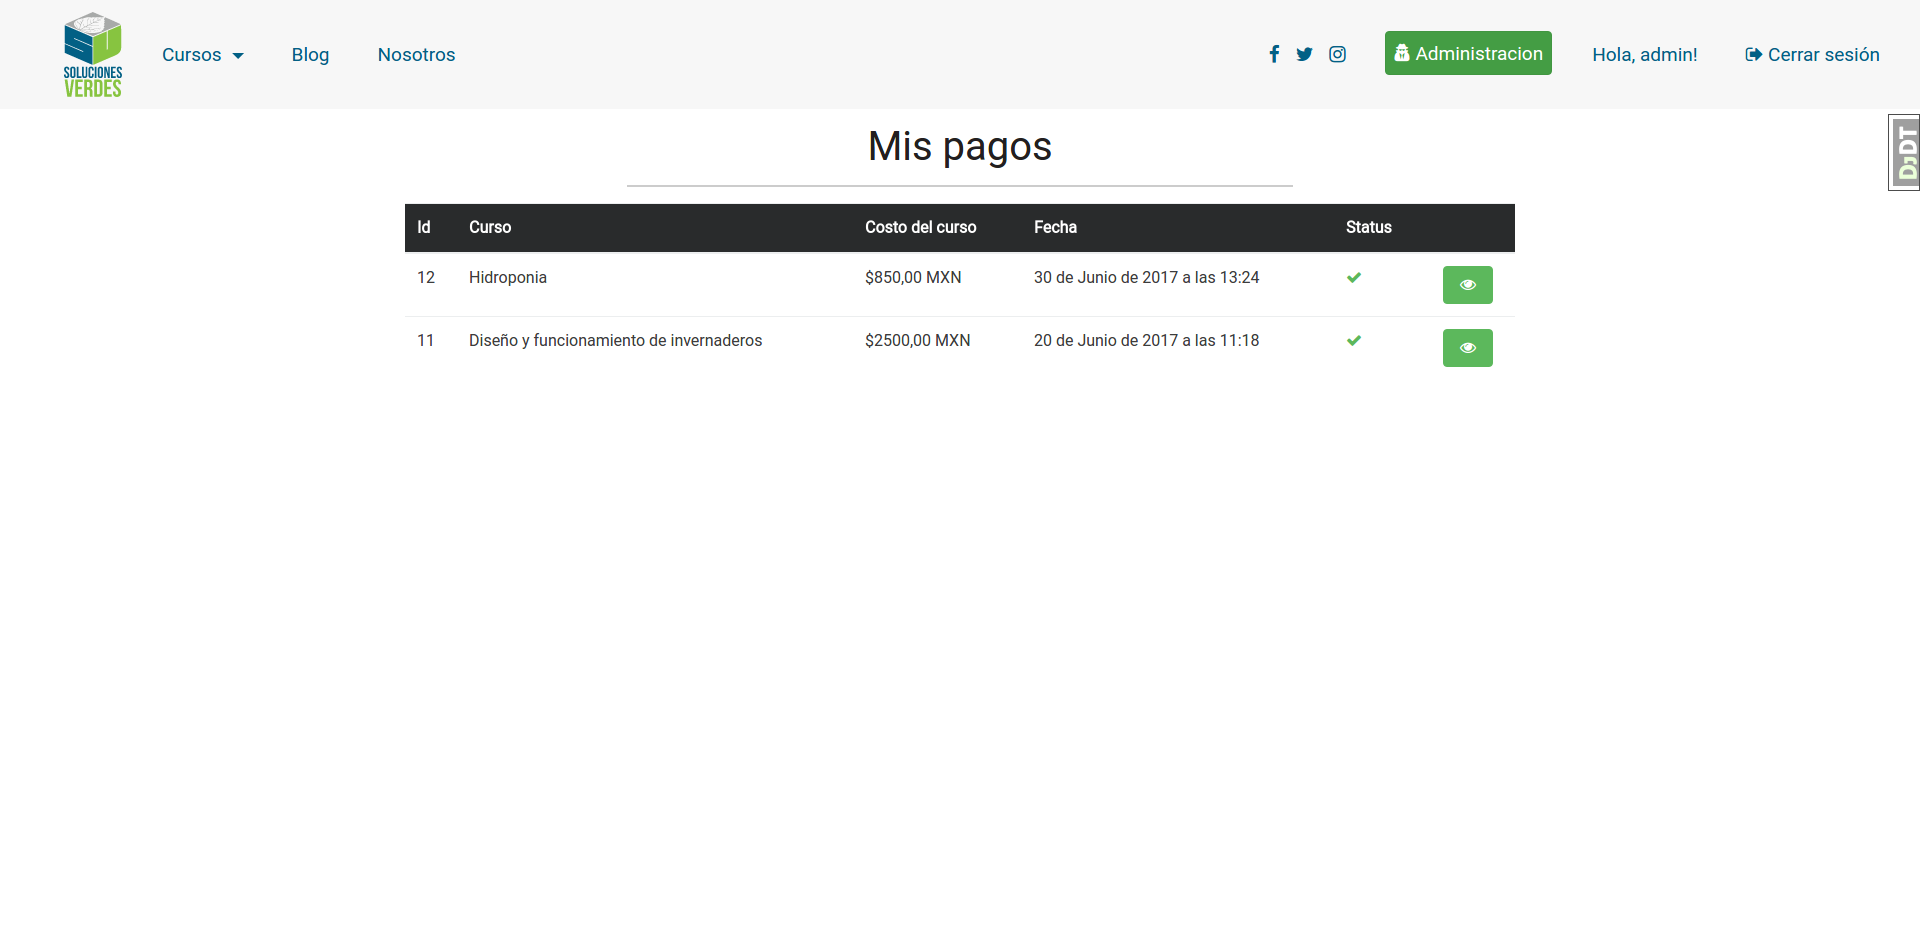 SOLUCIONES
VERDES
Cursos
Blog
Nosotros
Administracion
Hola, admin!
Cerrar sesión
DJDT
Mis pagos
Id Curso Costo del curso Fecha Status
12 Hidroponia $850,00 MXN 30 de Junio de 2017 a las 13:24
11 Diseño y funcionamiento de invernaderos $2500,00 MXN 20 de Junio de 2017 a las 11:18